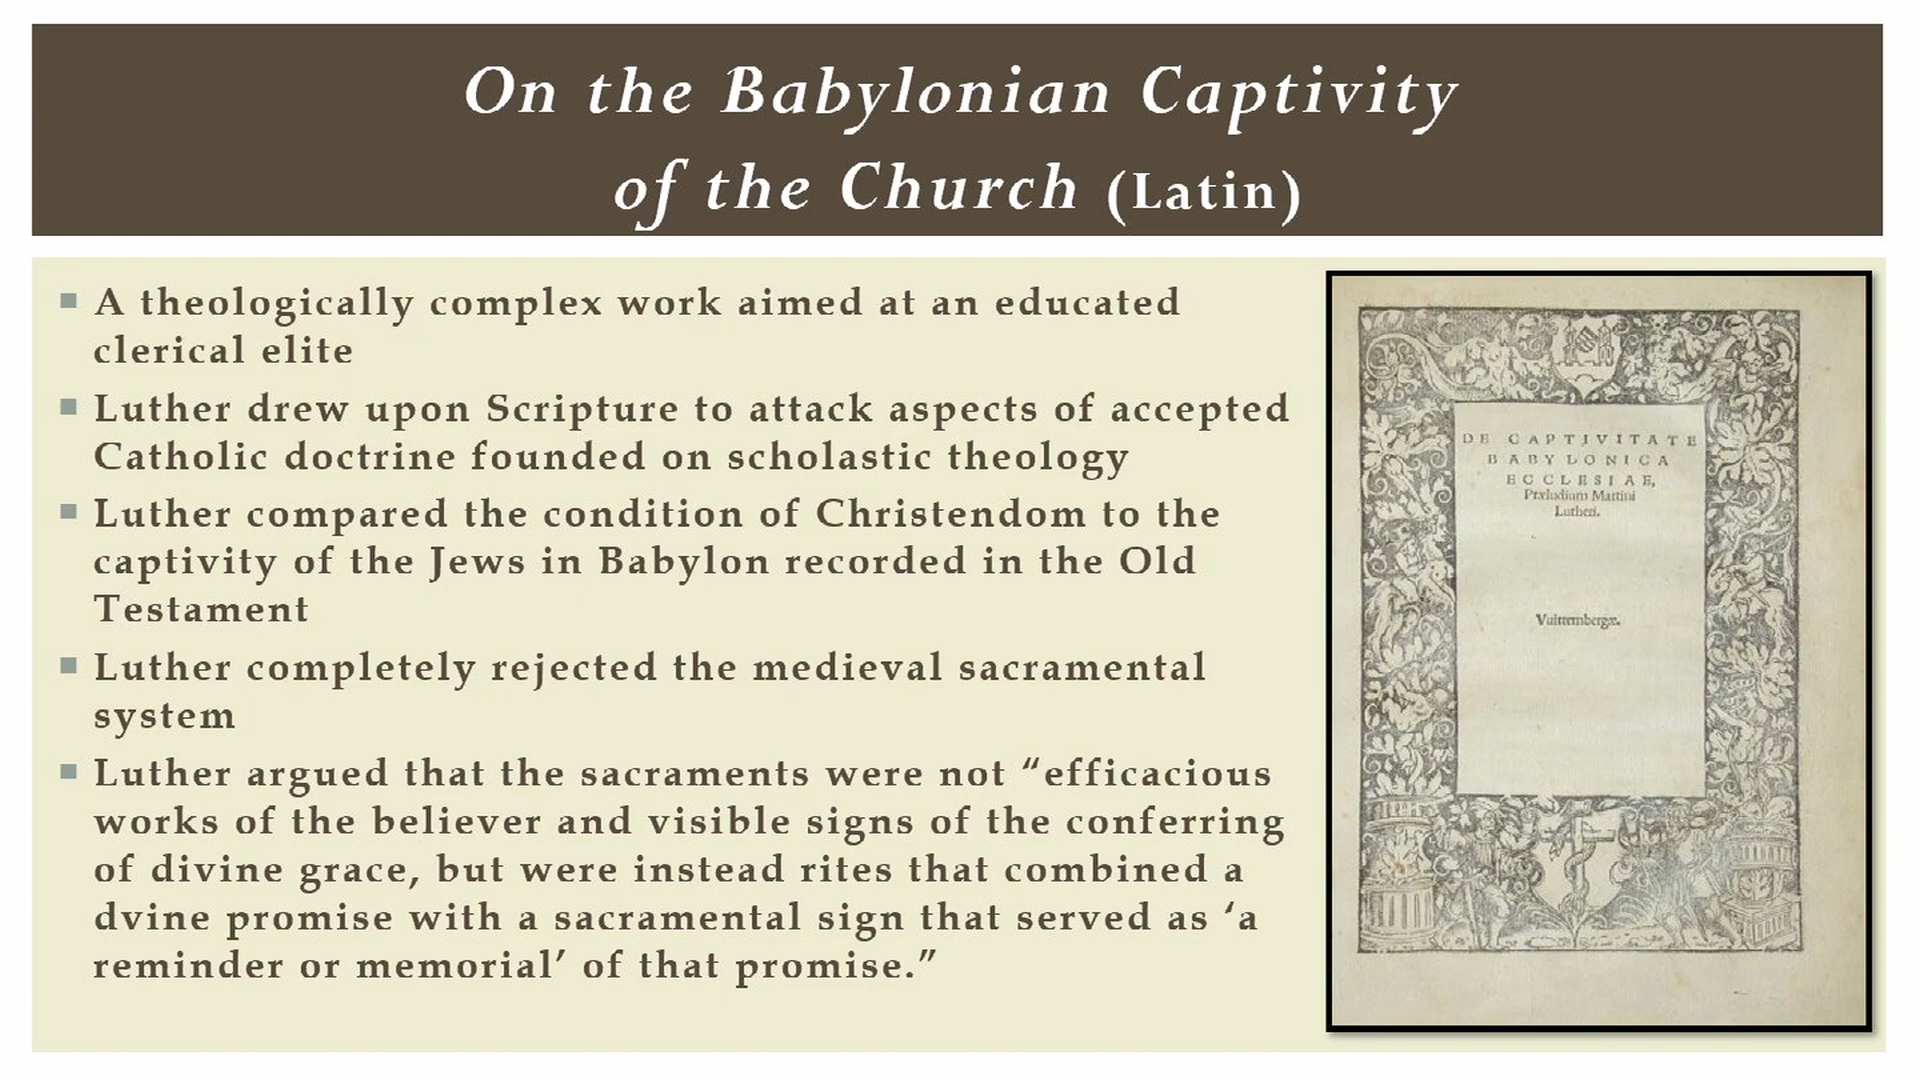 On the Babylonian Captivity
of the Church (Latin)
▪ A theologically complex work aimed at an educated
clerical elite
▪ Luther drew upon Scripture to attack aspects of accepted
Catholic doctrine founded on scholastic theology
▪ Luther compared the condition of Christendom to the
captivity of the Jews in Babylon recorded in the Old
Testament
▪ Luther completely rejected the medieval sacramental
system
▪ Luther argued that the sacraments were not “efficacious
works of the believer and visible signs of the conferring
of divine grace, but were instead rites that combined a
dvine promise with a sacramental sign that served as ‘a
reminder or memorial’ of that promise.”
DE CAPTIVITATE
BABYLONICA
ECCLESIAE,
Præludium Martini
Lutheri.
Vuittembergæ.